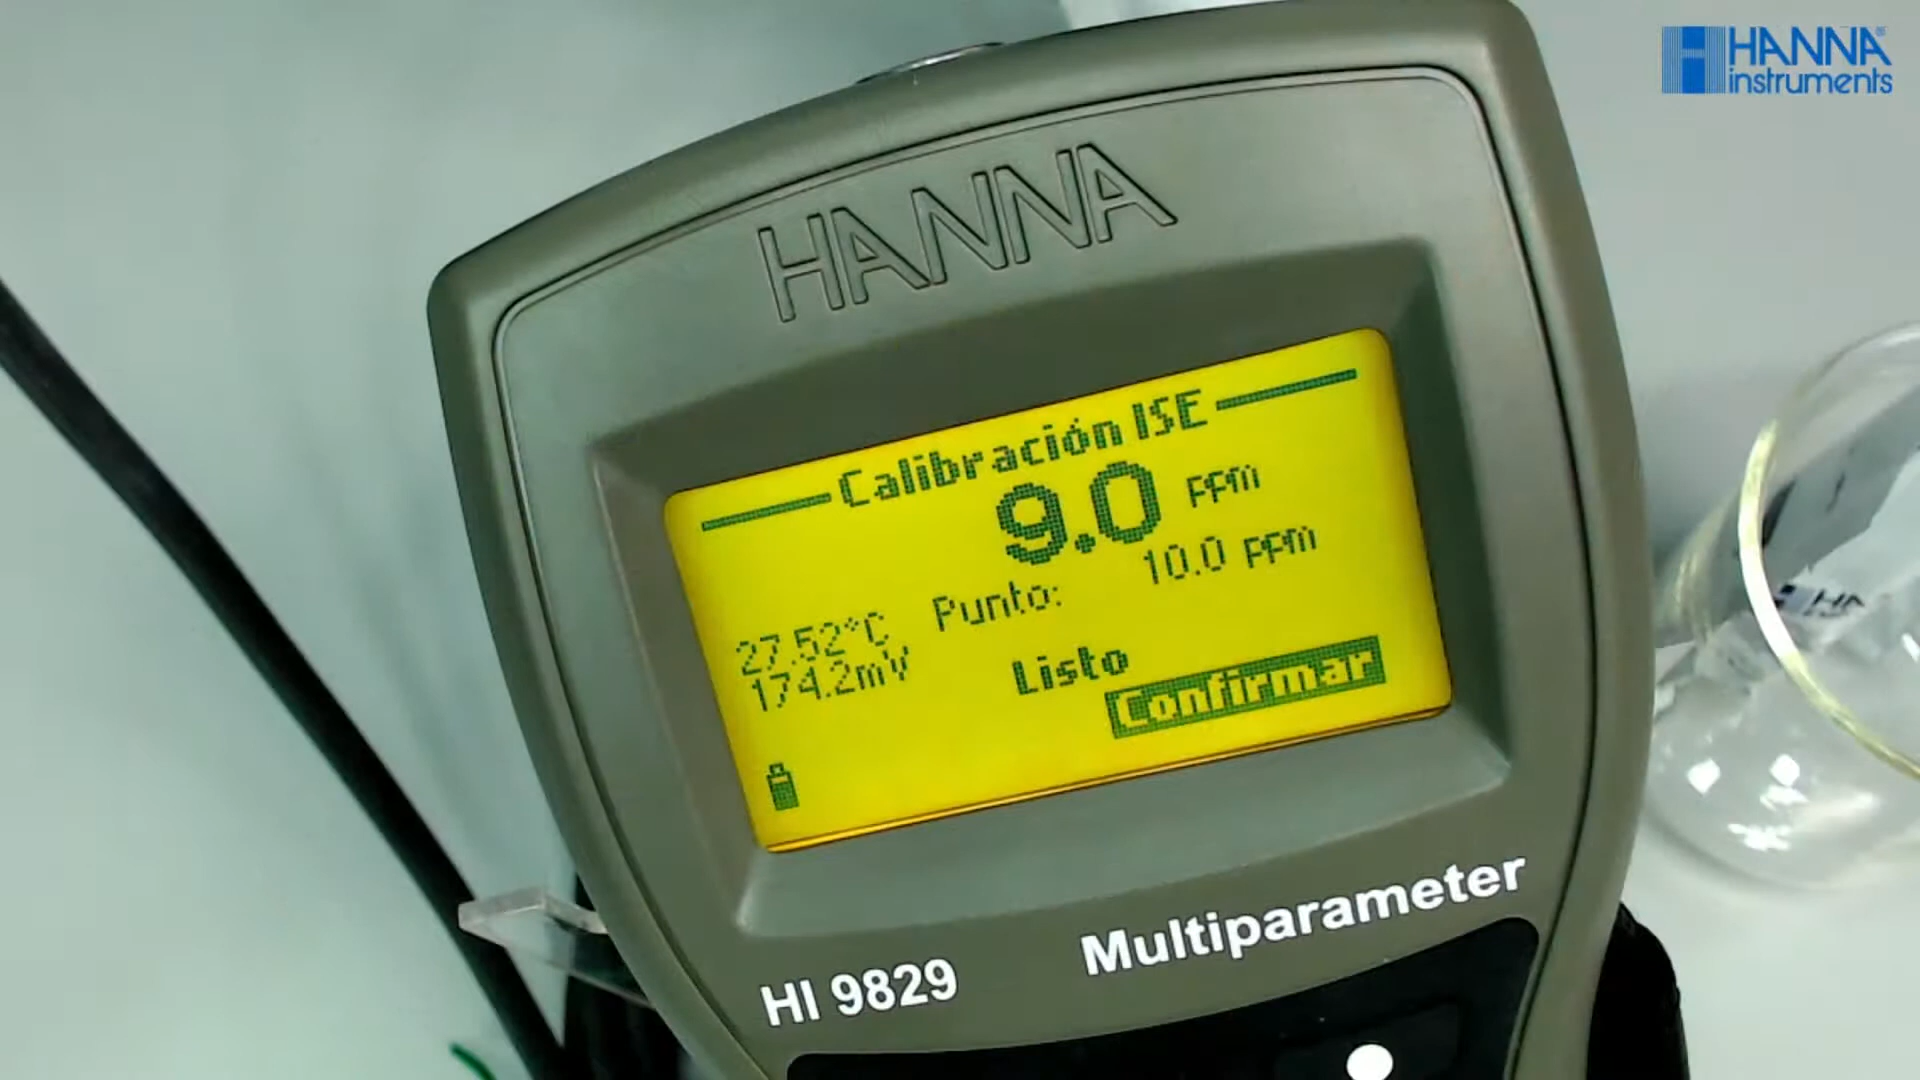 HANNA
instruments
HANNA
Calibración ISE
9.0 ppm
Punto: 10.0 ppm
27.52°C
174.2mV
Listo
Confirmar
HI 9829 Multiparameter
HA